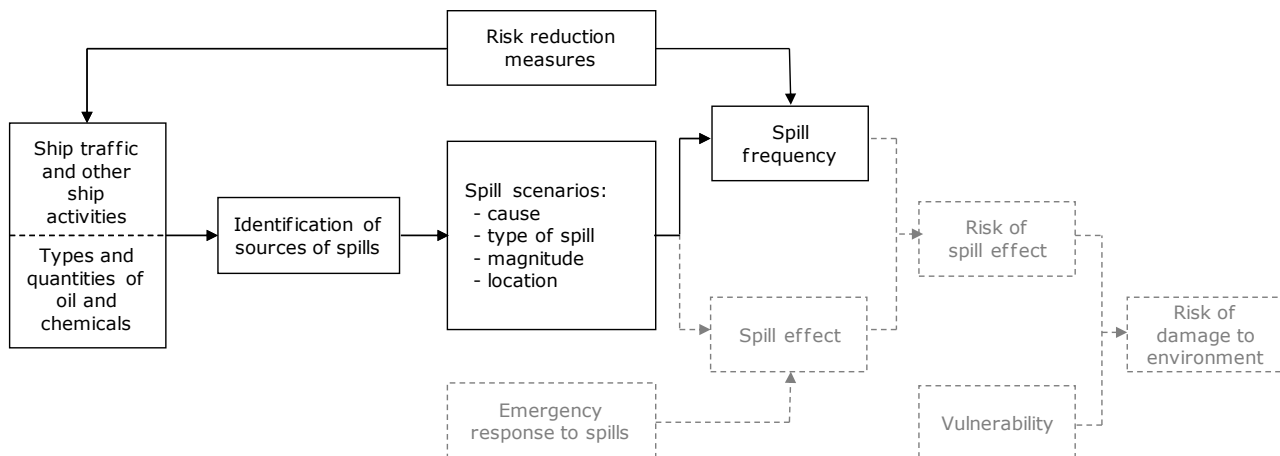 Risk reduction
measures
Ship traffic
and other
ship
activities
Types and
quantities of
oil and
chemicals
Identification of
sources of spills
Spill scenarios:
- cause
- type of spill
- magnitude
- location
Spill
frequency
Spill effect
Emergency
response to spills
Risk of
spill effect
Vulnerability
Risk of
damage to
environment